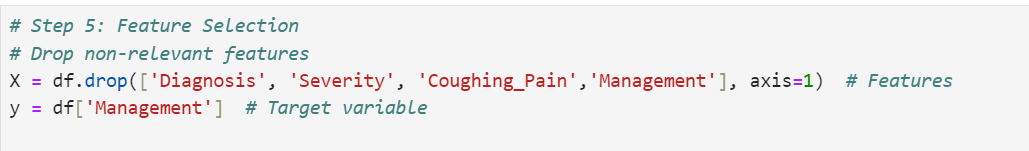 # Step 5: Feature Selection
# Drop non-relevant features
X = df.drop(['Diagnosis', 'Severity', 'Coughing_Pain','Management'], axis=1)  # Features
y = df['Management']  # Target variable